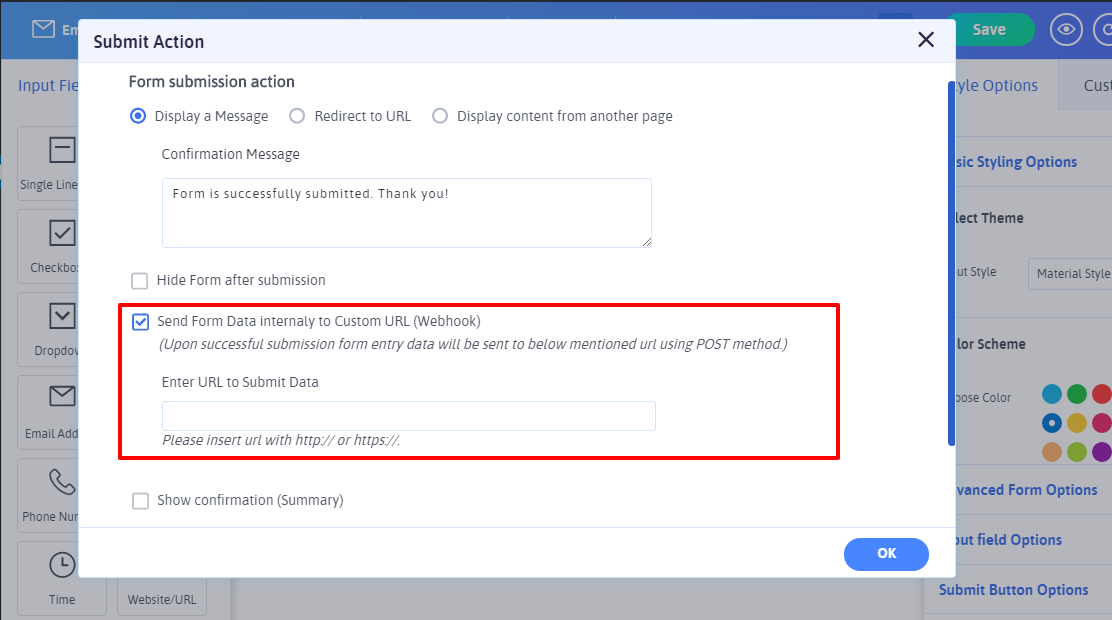 Save
Submit Action
Form submission action
Display a Message
Redirect to URL
Display content from another page
Confirmation Message
Form is successfully submitted. Thank you!
Hide Form after submission
Send Form Data internaly to Custom URL (Webhook)
(Upon successful submission form entry data will be sent to below mentioned url using POST method.)
Enter URL to Submit Data
Please insert url with http:// or https://.
Show confirmation (Summary)
OK
Input Fie
Single Line
Checkbo
Dropdov
Email Add
Phone Nur
Time
Website/URL
yle Options
Cust
sic Styling Options
lect Theme
ut Style
Material Style
lor Scheme
oose Color
vanced Form Options
put field Options
Submit Button Options